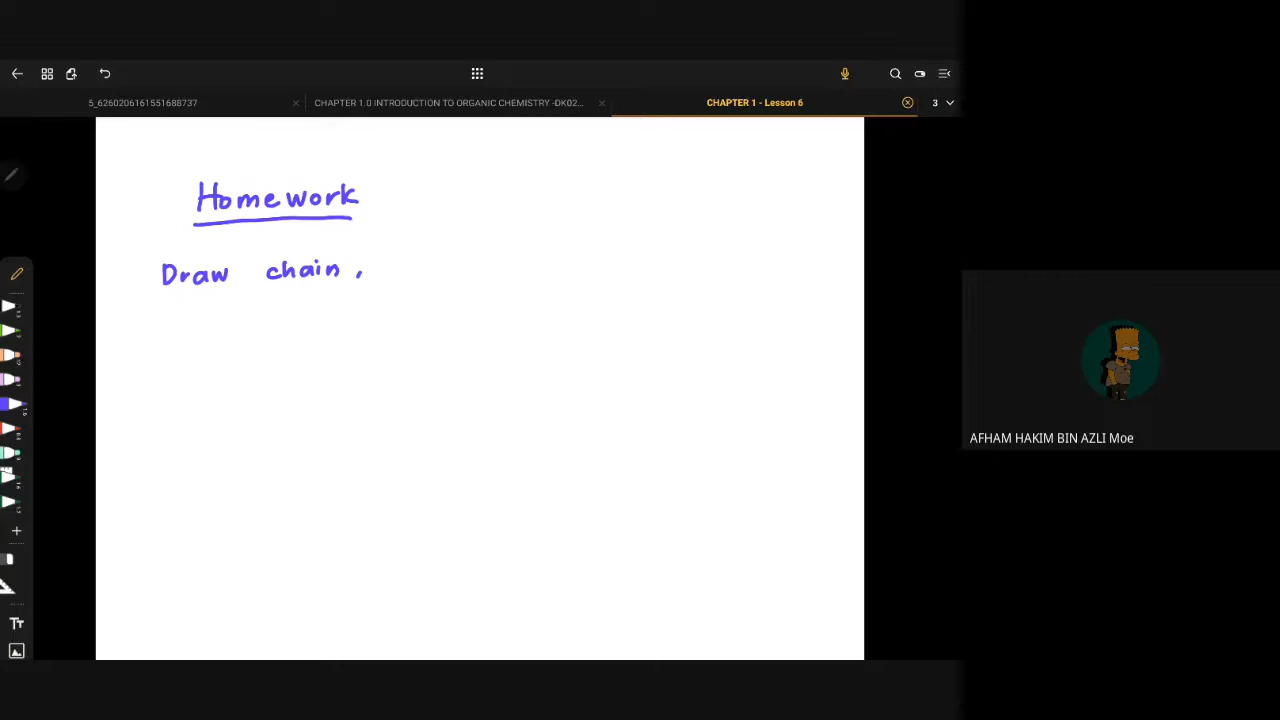 5_6260206161551688737
CHAPTER 1.0 INTRODUCTION TO ORGANIC CHEMISTRY -DK02...
CHAPTER 1 - Lesson 6
3
Homework
Draw chain,
AFHAM HAKIM BIN AZLI Moe
Tt